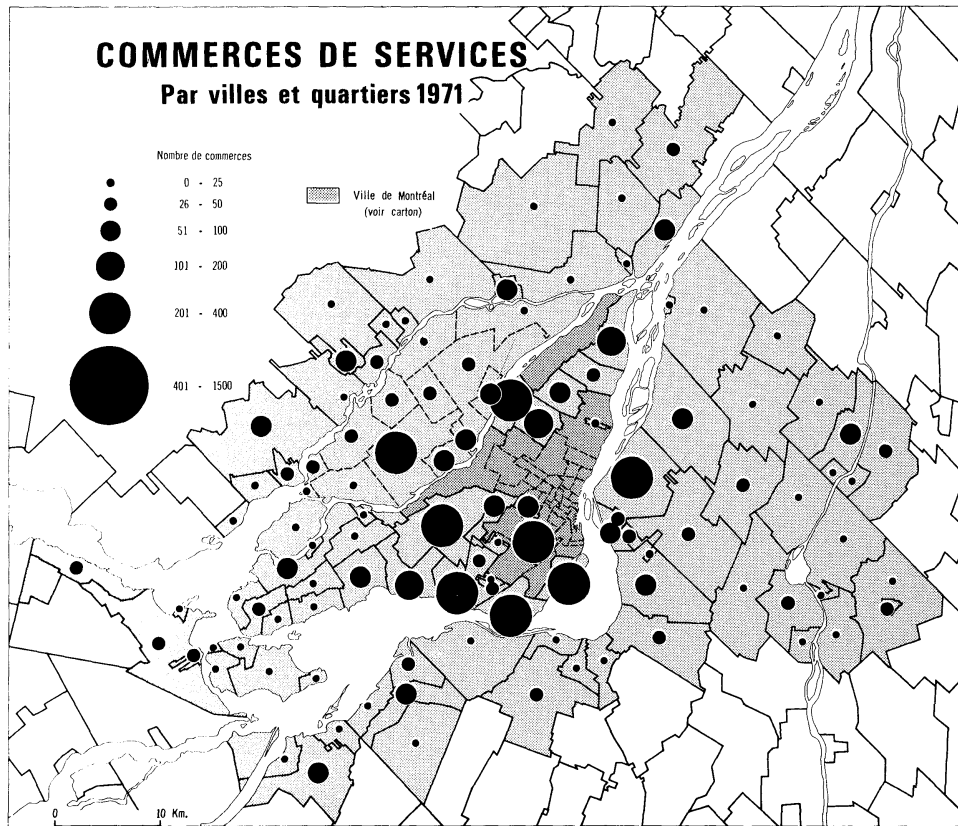 COMMERCES DE SERVICES
Par villes et quartiers 1971
Nombre de commerces
0 - 25
26 - 50
51 - 100
101 - 200
201 - 400
401 - 1500
Ville de Montréal
(voir carton)
0 10 Km.